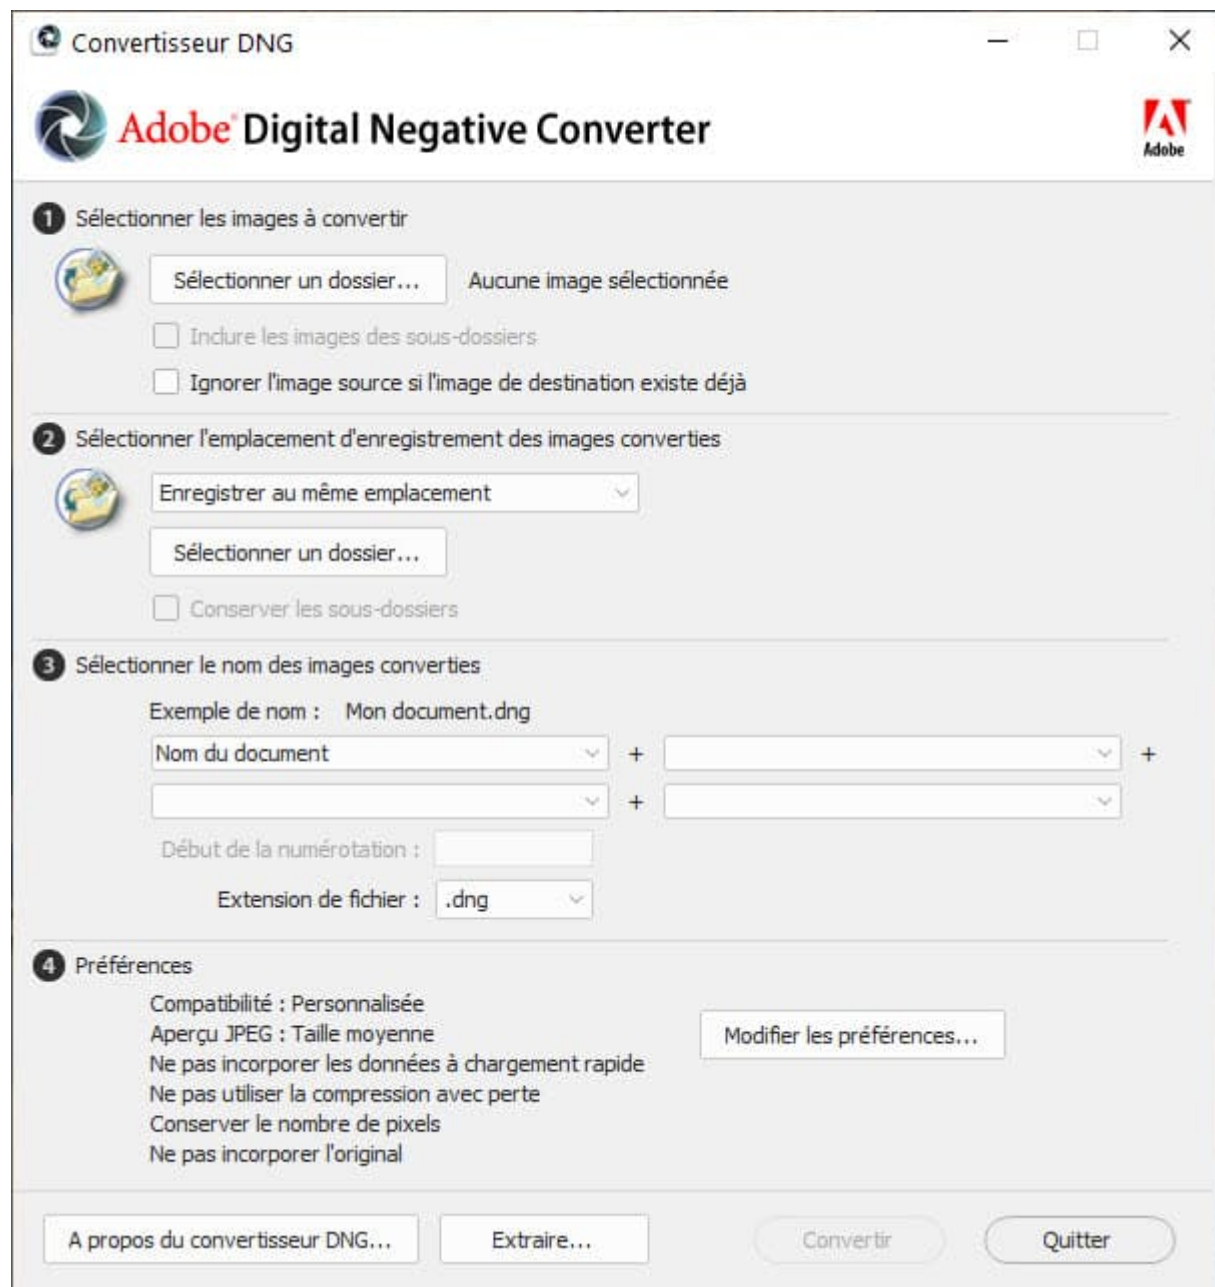 Convertisseur DNG
Adobe® Digital Negative Converter
Adobe
1 Sélectionner les images à convertir
Sélectionner un dossier... Aucune image sélectionnée
Inclure les images des sous-dossiers
Ignorer l'image source si l'image de destination existe déjà
2 Sélectionner l'emplacement d'enregistrement des images converties
Enregistrer au même emplacement
Sélectionner un dossier...
Conserver les sous-dossiers
3 Sélectionner le nom des images converties
Exemple de nom : Mon document.dng
Nom du document + +
+
Début de la numérotation :
Extension de fichier : .dng
4 Préférences
Compatibilité : Personnalisée
Aperçu JPEG : Taille moyenne
Modifier les préférences...
Ne pas incorporer les données à chargement rapide
Ne pas utiliser la compression avec perte
Conserver le nombre de pixels
Ne pas incorporer l'original
A propos du convertisseur DNG... Extraire... Convertir Quitter